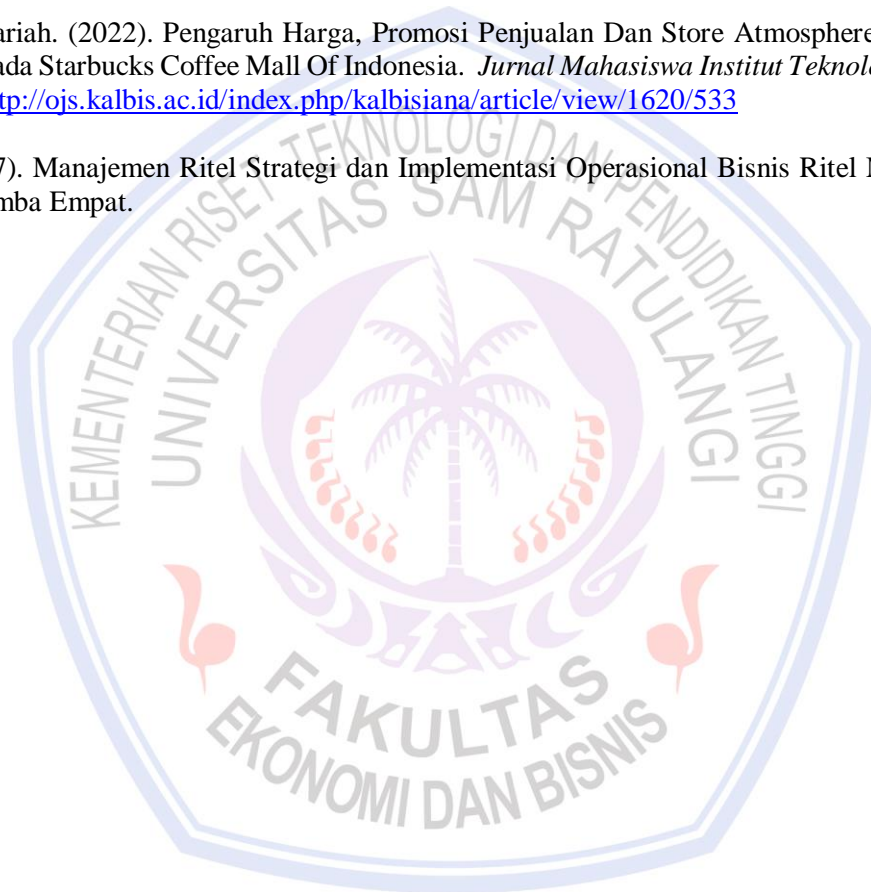 ariah. (2022). Pengaruh Harga, Promosi Penjualan Dan Store Atmosphere
ada Starbucks Coffee Mall Of Indonesia. Jurnal Mahasiswa Institut Teknolo
tp://ojs.kalbis.ac.id/index.php/kalbisiana/article/view/1620/533
7). Manajemen Ritel Strategi dan Implementasi Operasional Bisnis Ritel
mba Empat.
KEMENTERIAN RISET TEKNOLOGI DAN PENDIDIKAN TINGGI
UNIVERSITAS SAM RATULANGI
FAKULTAS
EKONOMI DAN BISNIS